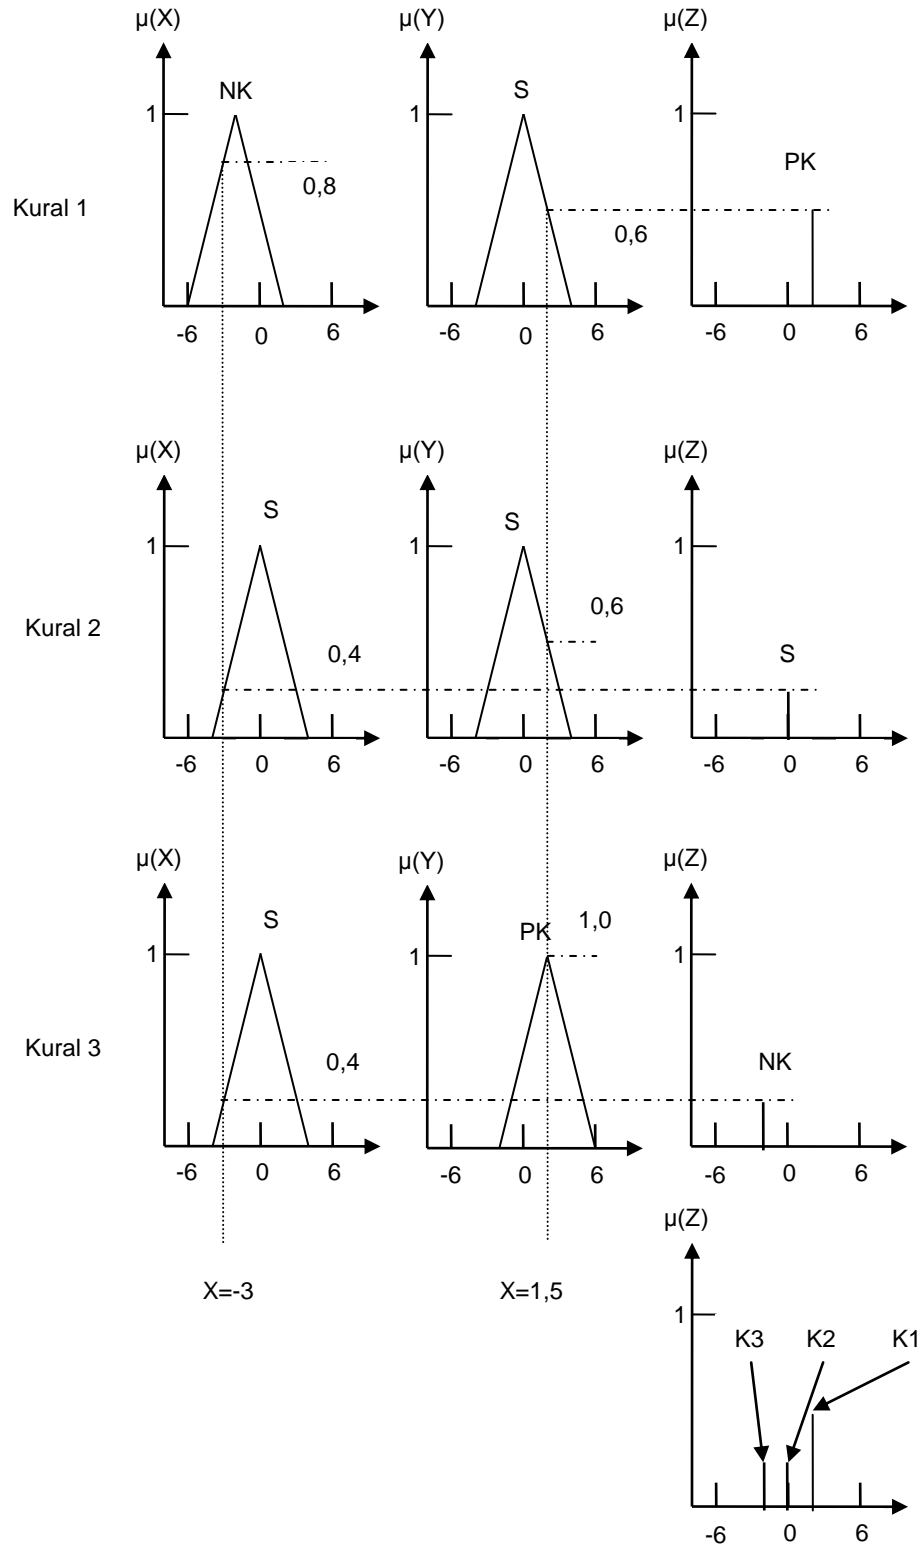 µ(X) µ(Y) µ(Z)
NK S
1 1 1
PK
0,8
Kural 1
0,6
-6 0 6 -6 0 6 -6 0 6
µ(X) µ(Y) µ(Z)
S S
1 1 1
0,6
Kural 2
0,4 S
-6 0 6 -6 0 6 -6 0 6
µ(X) µ(Y) µ(Z)
S PK 1,0
1 1 1
Kural 3
0,4 NK
-6 0 6 -6 0 6 -6 0 6
µ(Z)
X=-3 X=1,5
1
K3 K2 K1
-6 0 6